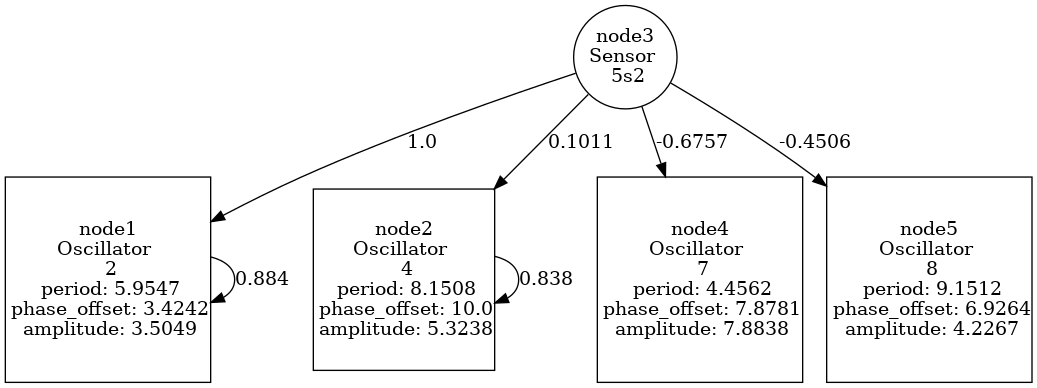 node3
Sensor
5s2
1.0
0.1011
-0.6757
-0.4506
node1
Oscillator
2
period: 5.9547
phase_offset: 3.4242
amplitude: 3.5049
0.884
node2
Oscillator
4
period: 8.1508
phase_offset: 10.0
amplitude: 5.3238
0.838
node4
Oscillator
7
period: 4.4562
phase_offset: 7.8781
amplitude: 7.8838
node5
Oscillator
8
period: 9.1512
phase_offset: 6.9264
amplitude: 4.2267